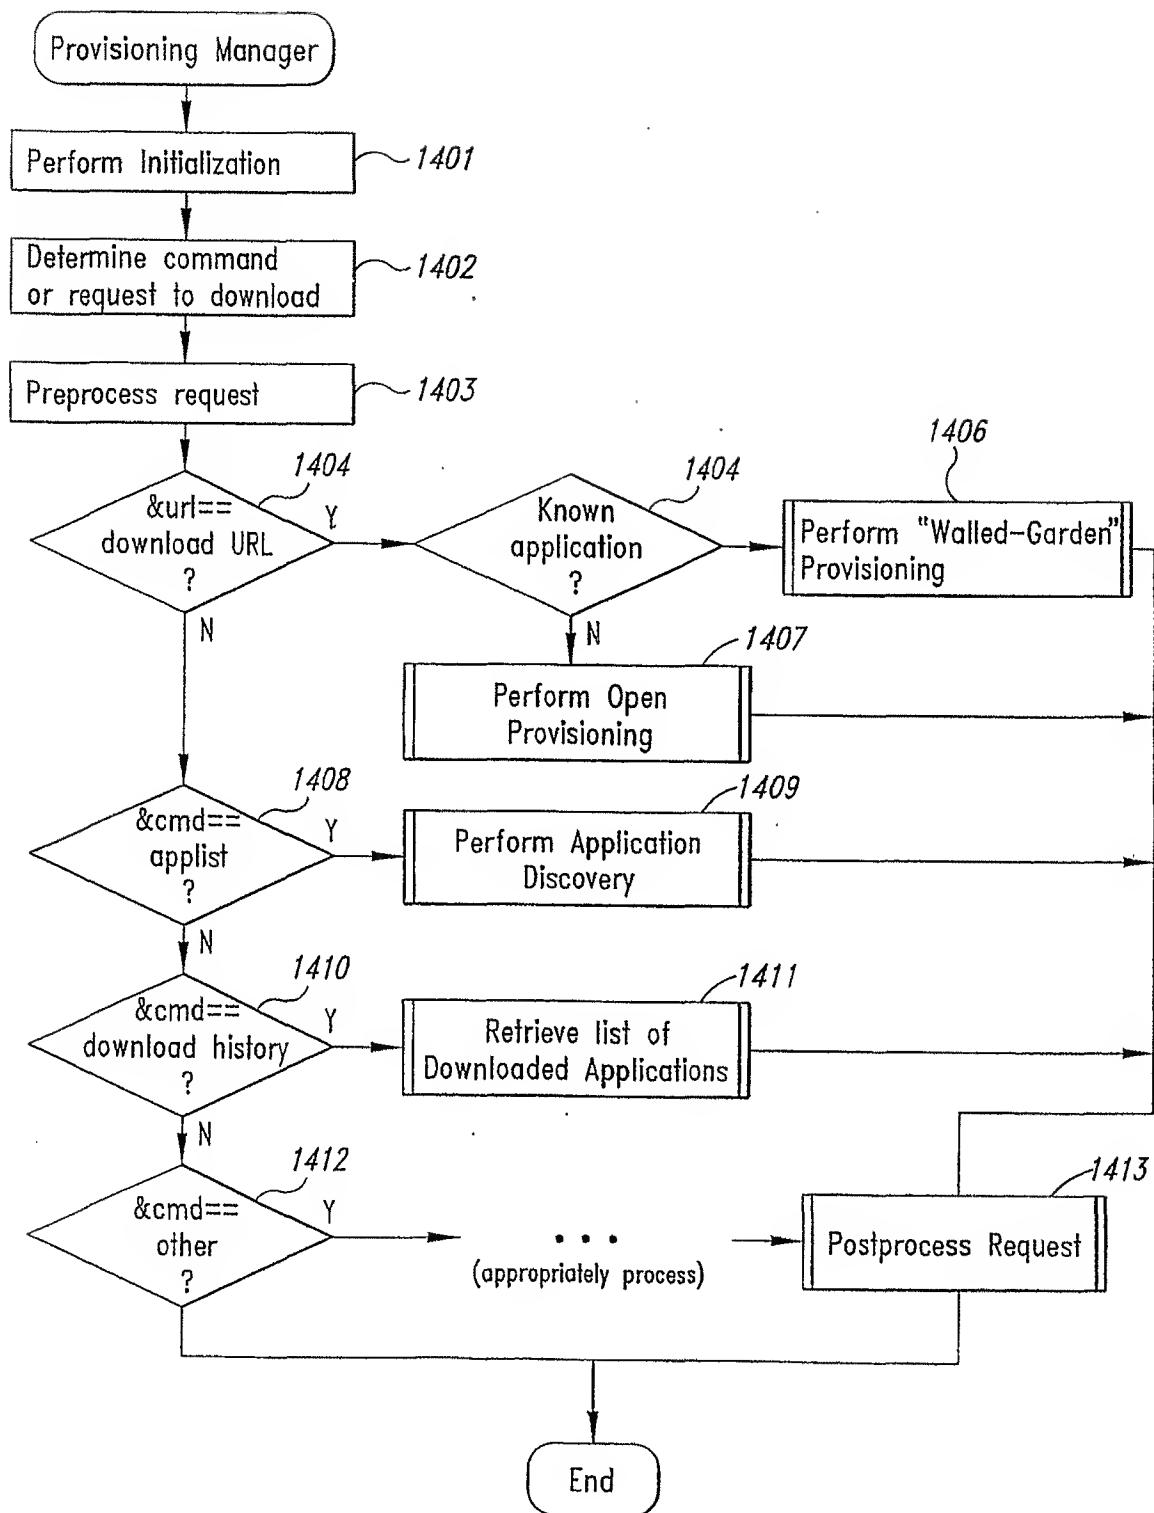 Provisioning Manager
Perform Initialization
1401
Determine command
or request to download
1402
Preprocess request
1403
&url==
download URL
?
1404
Y
N
Known
application
?
1404
N
1406
Perform "Walled-Garden"
Provisioning
1407
Perform Open
Provisioning
&cmd==
applist
?
1408
Y
N
1409
Perform Application
Discovery
&cmd==
download history
?
1410
Y
N
1411
Retrieve list of
Downloaded Applications
&cmd==
other
?
1412
Y
• • •
(appropriately process)
1413
Postprocess Request
End